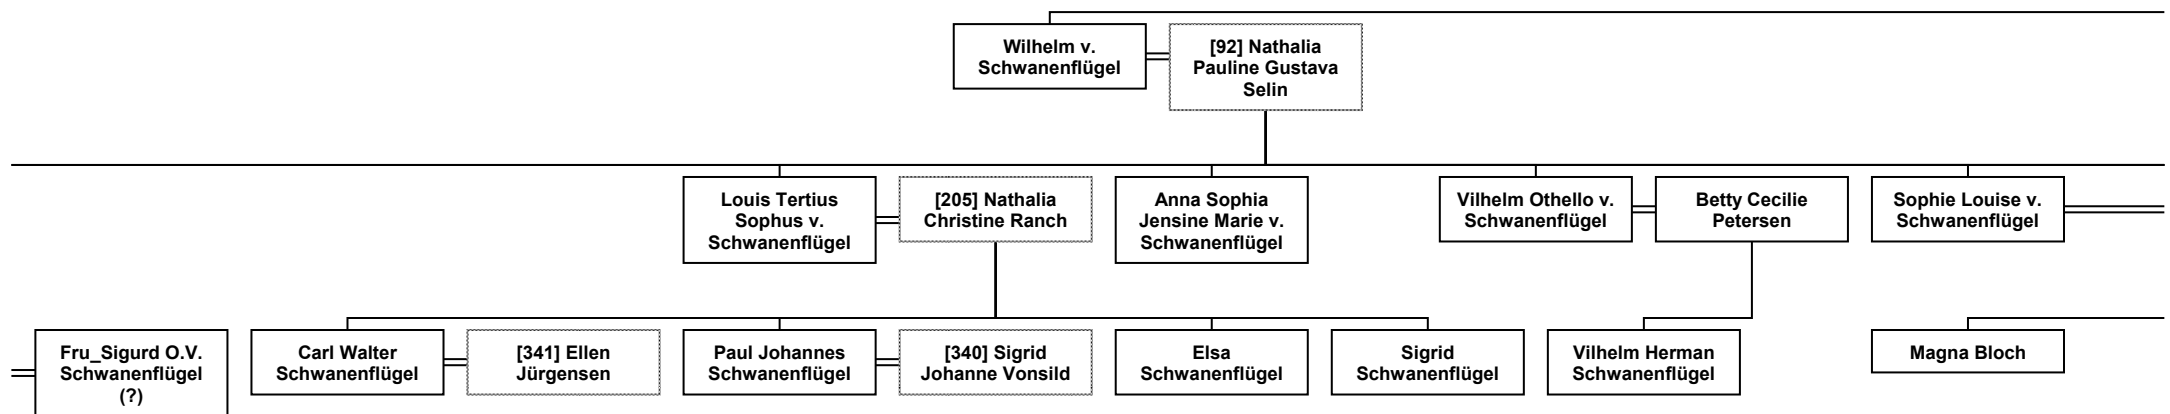 Wilhelm v.
Schwanenflügel
[92] Nathalia
Pauline Gustava
Selin
Louis Tertius
Sophus v.
Schwanenflügel
[205] Nathalia
Christine Ranch
Anna Sophia
Jensine Marie v.
Schwanenflügel
Vilhelm Othello v.
Schwanenflügel
Betty Cecilie
Petersen
Sophie Louise v.
Schwanenflügel
Fru_Sigurd O.V.
Schwanenflügel
(?)
Carl Walter
Schwanenflügel
[341] Ellen
Jürgensen
Paul Johannes
Schwanenflügel
[340] Sigrid
Johanne Vonsild
Elsa
Schwanenflügel
Sigrid
Schwanenflügel
Vilhelm Herman
Schwanenflügel
Magna Bloch